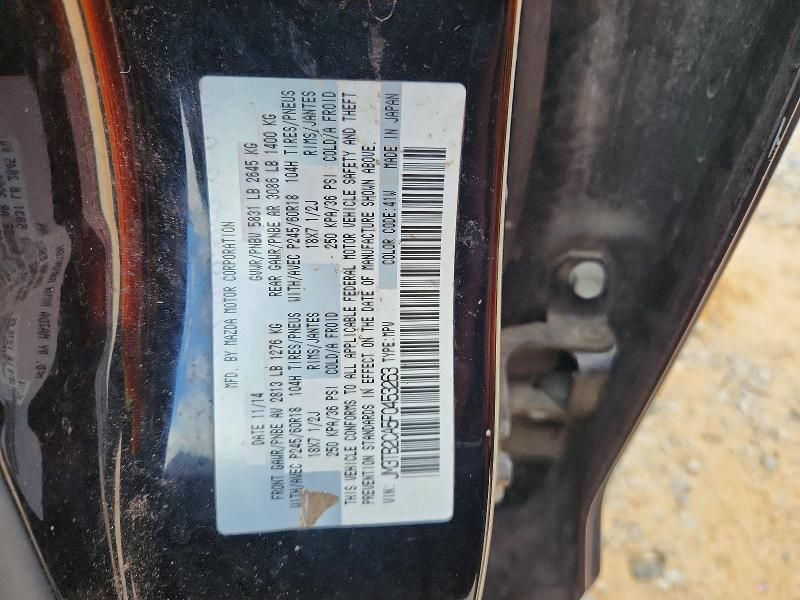 MFD. BY MAZDA MOTOR CORPORATION
DATE 11/14 GVWR/PNBV 5831 LB 2645 KG
FRONT GAWR/PNBE AV 2813 LB 1276 KG REAR GAWR/PNBE AR 3086 LB 1400 KG
WITH/AVEC P245/60R18 104H TIRES/PNEUS WITH/AVEC P245/60R18 104H TIRES/PNEUS
18X7 1/2J RIMS/JANTES 18X7 1/2J RIMS/JANTES
250 KPA/36 PSI COLD/A FROID 250 KPA/36 PSI COLD/A FROID
THIS VEHICLE CONFORMS TO ALL APPLICABLE FEDERAL MOTOR VEHICLE SAFETY AND THEFT
PREVENTION STANDARDS IN EFFECT ON THE DATE OF MANUFACTURE SHOWN ABOVE.
VIN: JM3TB2CA5F0453263 TYPE:MPV COLOR CODE:41W MADE IN JAPAN